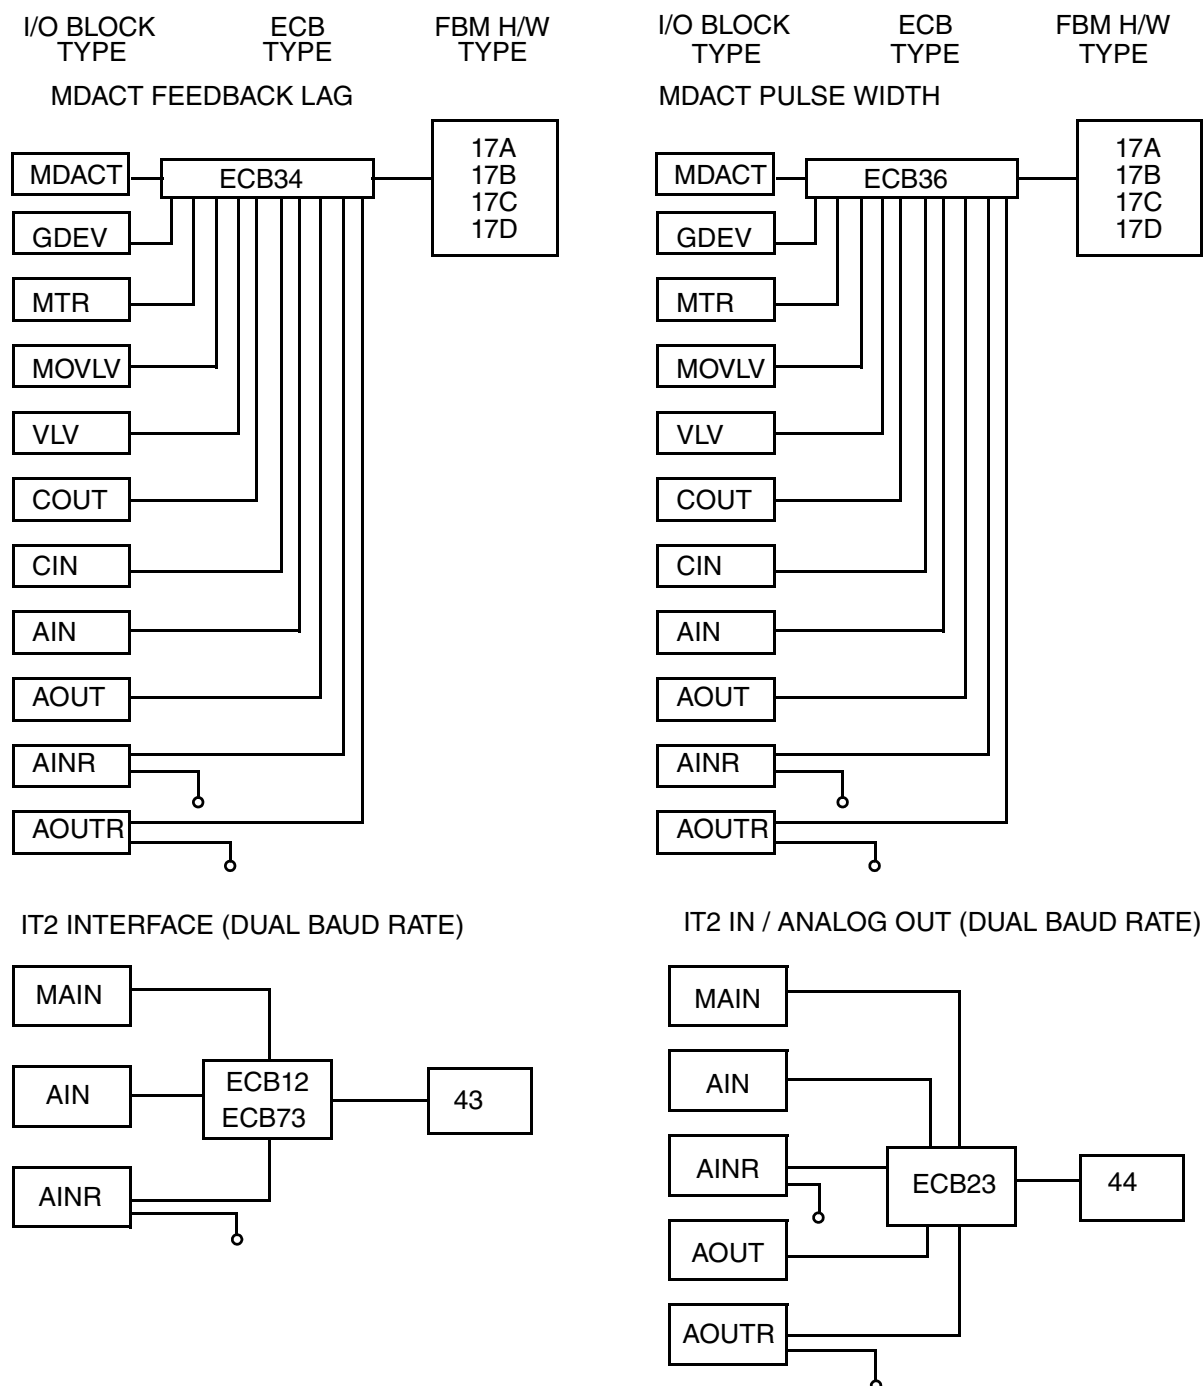 I/O BLOCK TYPE
ECB TYPE
FBM H/W TYPE
MDACT FEEDBACK LAG
MDACT
ECB34
17A
17B
17C
17D
GDEV
MTR
MOVLV
VLV
COUT
CIN
AIN
AOUT
AINR
AOUTR
I/O BLOCK TYPE
ECB TYPE
FBM H/W TYPE
MDACT PULSE WIDTH
MDACT
ECB36
17A
17B
17C
17D
GDEV
MTR
MOVLV
VLV
COUT
CIN
AIN
AOUT
AINR
AOUTR
IT2 INTERFACE (DUAL BAUD RATE)
MAIN
AIN
ECB12
ECB73
43
AINR
IT2 IN / ANALOG OUT (DUAL BAUD RATE)
MAIN
AIN
AINR
ECB23
44
AOUT
AOUTR